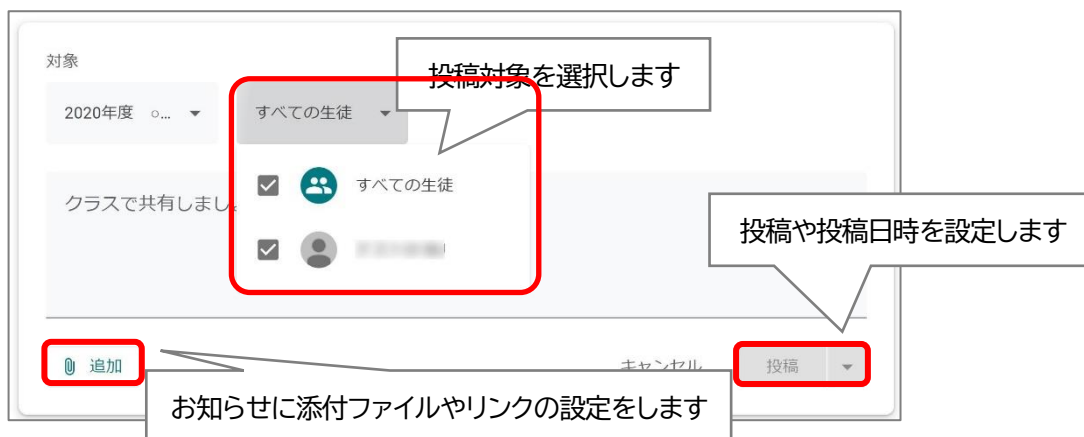 対象
投稿対象を選択します
2020年度 ○... 
すべての生徒
すべての生徒
クラスで共有しまし
投稿や投稿日時を設定します
追加
キャンセル
投稿
お知らせに添付ファイルやリンクの設定をします